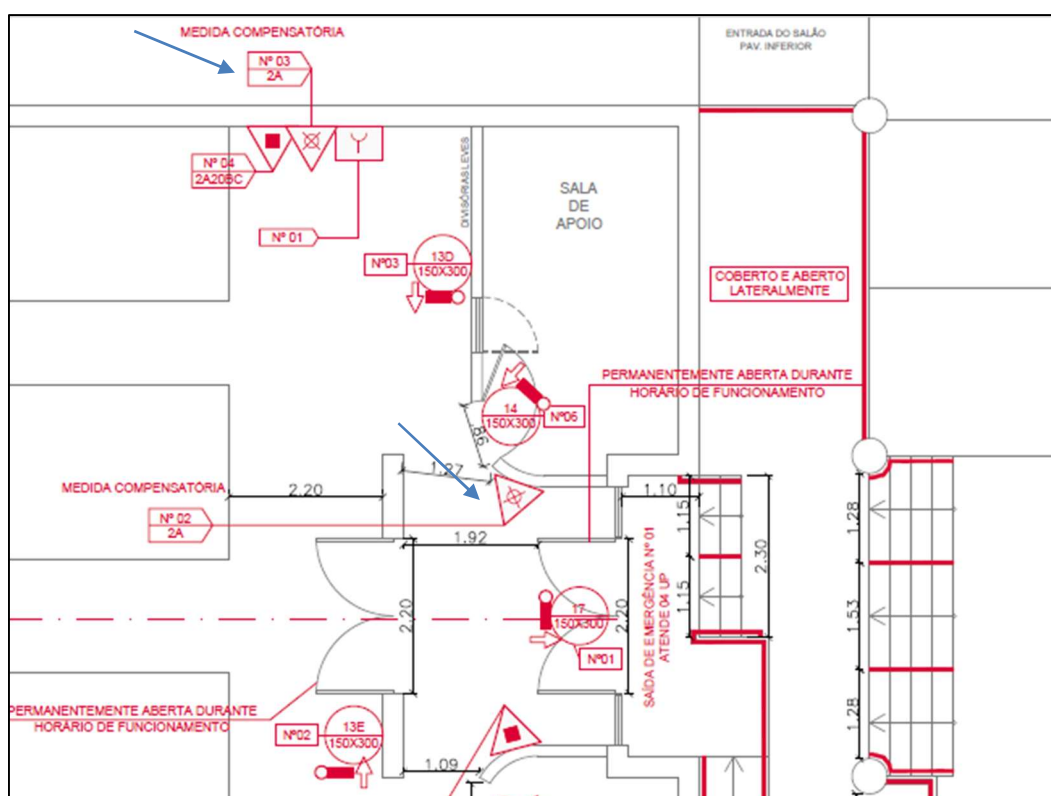 MEDIDA COMPENSATÓRIA
Nº 03
2A
ENTRADA DO SALÃO
PAV. INFERIOR
Nº 04
2A20BC
Nº 01
DIVISÓRIAS LEVES
SALA
DE
APOIO
Nº03
13D
150X300
COBERTO E ABERTO
LATERALMENTE
PERMANENTEMENTE ABERTA DURANTE
HORÁRIO DE FUNCIONAMENTO
14
150X300
Nº06
.86
1.27
MEDIDA COMPENSATÓRIA
2.20
Nº 02
2A
1.92
1.10
1.15
1.15
2.30
1.28
1.53
1.28
2.20
17
150X300
Nº01
2.20
SAÍDA DE EMERGÊNCIA Nº 01
ATENDE 04 UP
PERMANENTEMENTE ABERTA DURANTE
HORÁRIO DE FUNCIONAMENTO
Nº02
13E
150X300
1.09